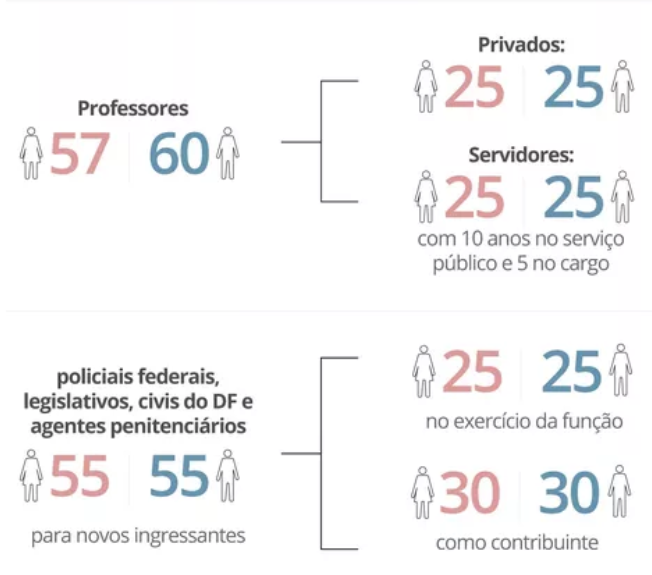 Professores
57 60
Privados:
25 25
Servidores:
25 25
com 10 anos no serviço
público e 5 no cargo
policiais federais,
legislativos, civis do DF e
agentes penitenciários
55 55
para novos ingressantes
25 25
no exercício da função
30 30
como contribuinte